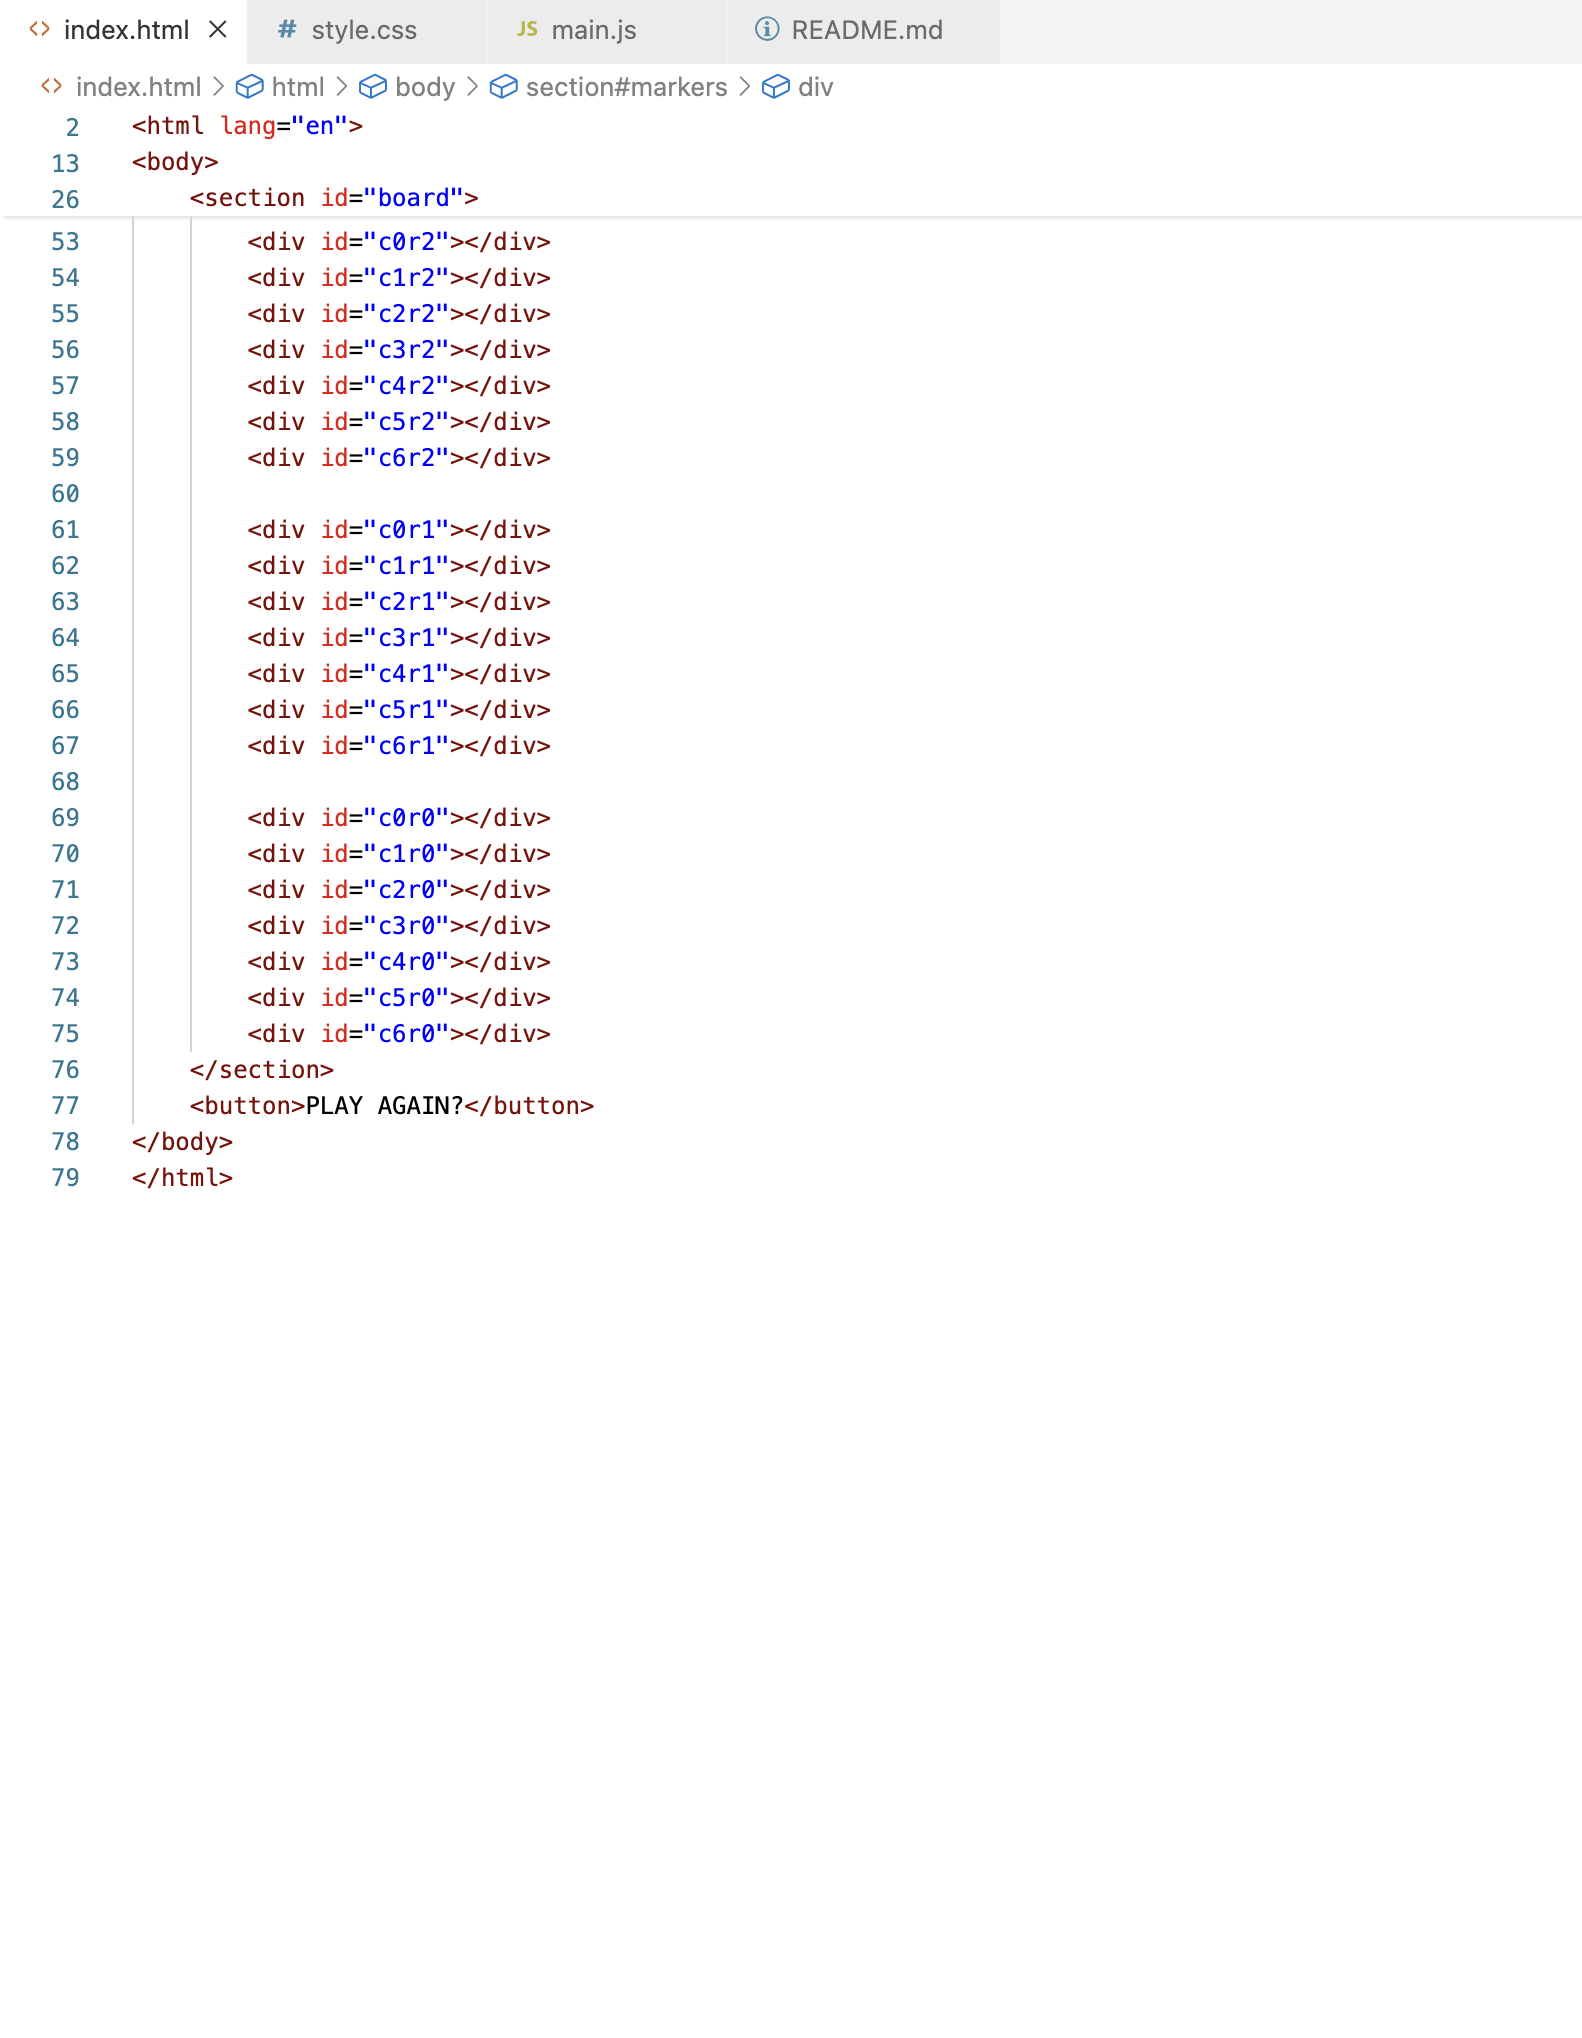 index.html style.css JS main.js README.md
index.html > html > body > section#markers > div
2 <html lang="en">
13 <body>
26 <section id="board">
53 <div id="c0r2"></div>
54 <div id="c1r2"></div>
55 <div id="c2r2"></div>
56 <div id="c3r2"></div>
57 <div id="c4r2"></div>
58 <div id="c5r2"></div>
59 <div id="c6r2"></div>
60
61 <div id="c0r1"></div>
62 <div id="c1r1"></div>
63 <div id="c2r1"></div>
64 <div id="c3r1"></div>
65 <div id="c4r1"></div>
66 <div id="c5r1"></div>
67 <div id="c6r1"></div>
68
69 <div id="c0r0"></div>
70 <div id="c1r0"></div>
71 <div id="c2r0"></div>
72 <div id="c3r0"></div>
73 <div id="c4r0"></div>
74 <div id="c5r0"></div>
75 <div id="c6r0"></div>
76 </section>
77 <button>PLAY AGAIN?</button>
78 </body>
79 </html>